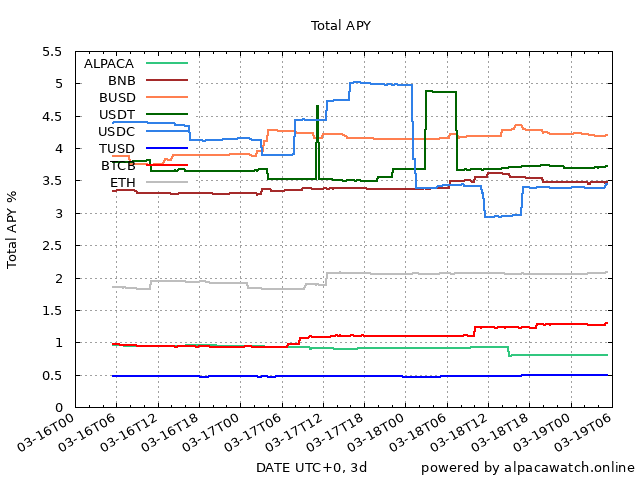 Total APY
Total APY %
5.5
5
4.5
4
3.5
3
2.5
2
1.5
1
0.5
0
ALPACA
BNB
BUSD
USDT
USDC
TUSD
BTCB
ETH
03-16T00
03-16T06
03-16T12
03-16T18
03-17T00
03-17T06
03-17T12
03-17T18
03-18T00
03-18T06
03-18T12
03-18T18
03-19T00
03-19T06
DATE UTC+0, 3d
powered by alpacawatch.online